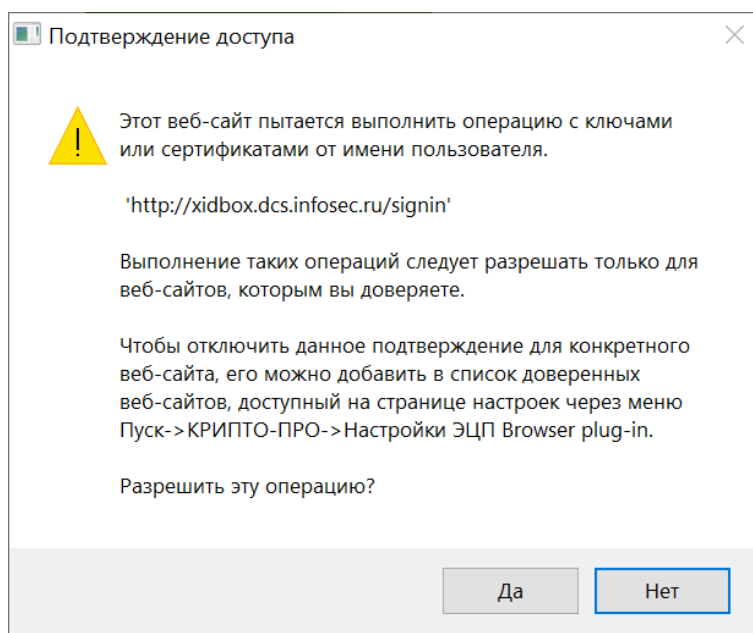 Подтверждение доступа
Этот веб-сайт пытается выполнить операцию с ключами
или сертификатами от имени пользователя.
'http://xidbox.dcs.infosec.ru/signin'
Выполнение таких операций следует разрешать только для
веб-сайтов, которым вы доверяете.
Чтобы отключить данное подтверждение для конкретного
веб-сайта, его можно добавить в список доверенных
веб-сайтов, доступный на странице настроек через меню
Пуск->КРИПТО-ПРО->Настройки ЭЦП Browser plug-in.
Разрешить эту операцию?
Да
Нет